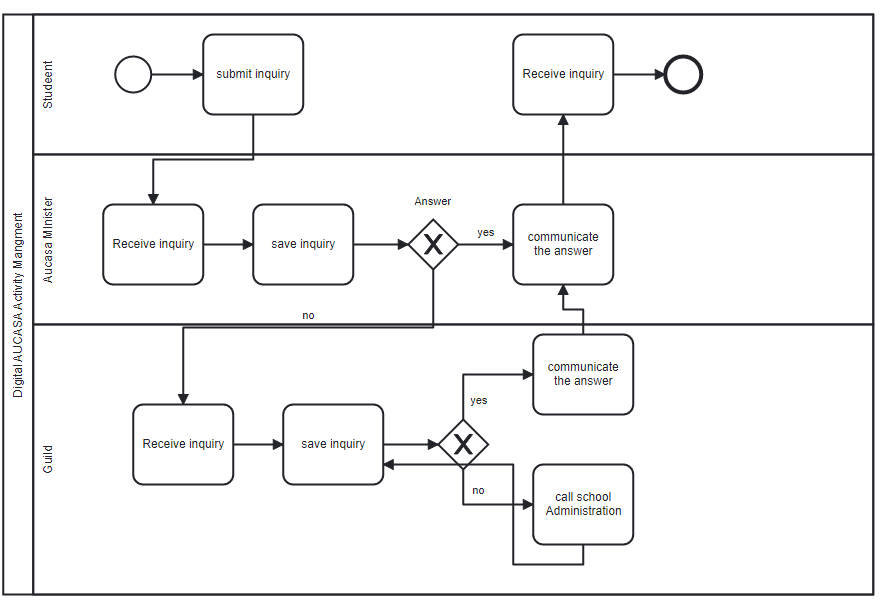 Digital AUCASA Activity Mangment
Studeent
submit inquiry
Receive inquiry
Aucasa MInister
Receive inquiry
save inquiry
Answer
yes
communicate
the answer
no
Guild
Receive inquiry
save inquiry
yes
communicate
the answer
no
call school
Administration